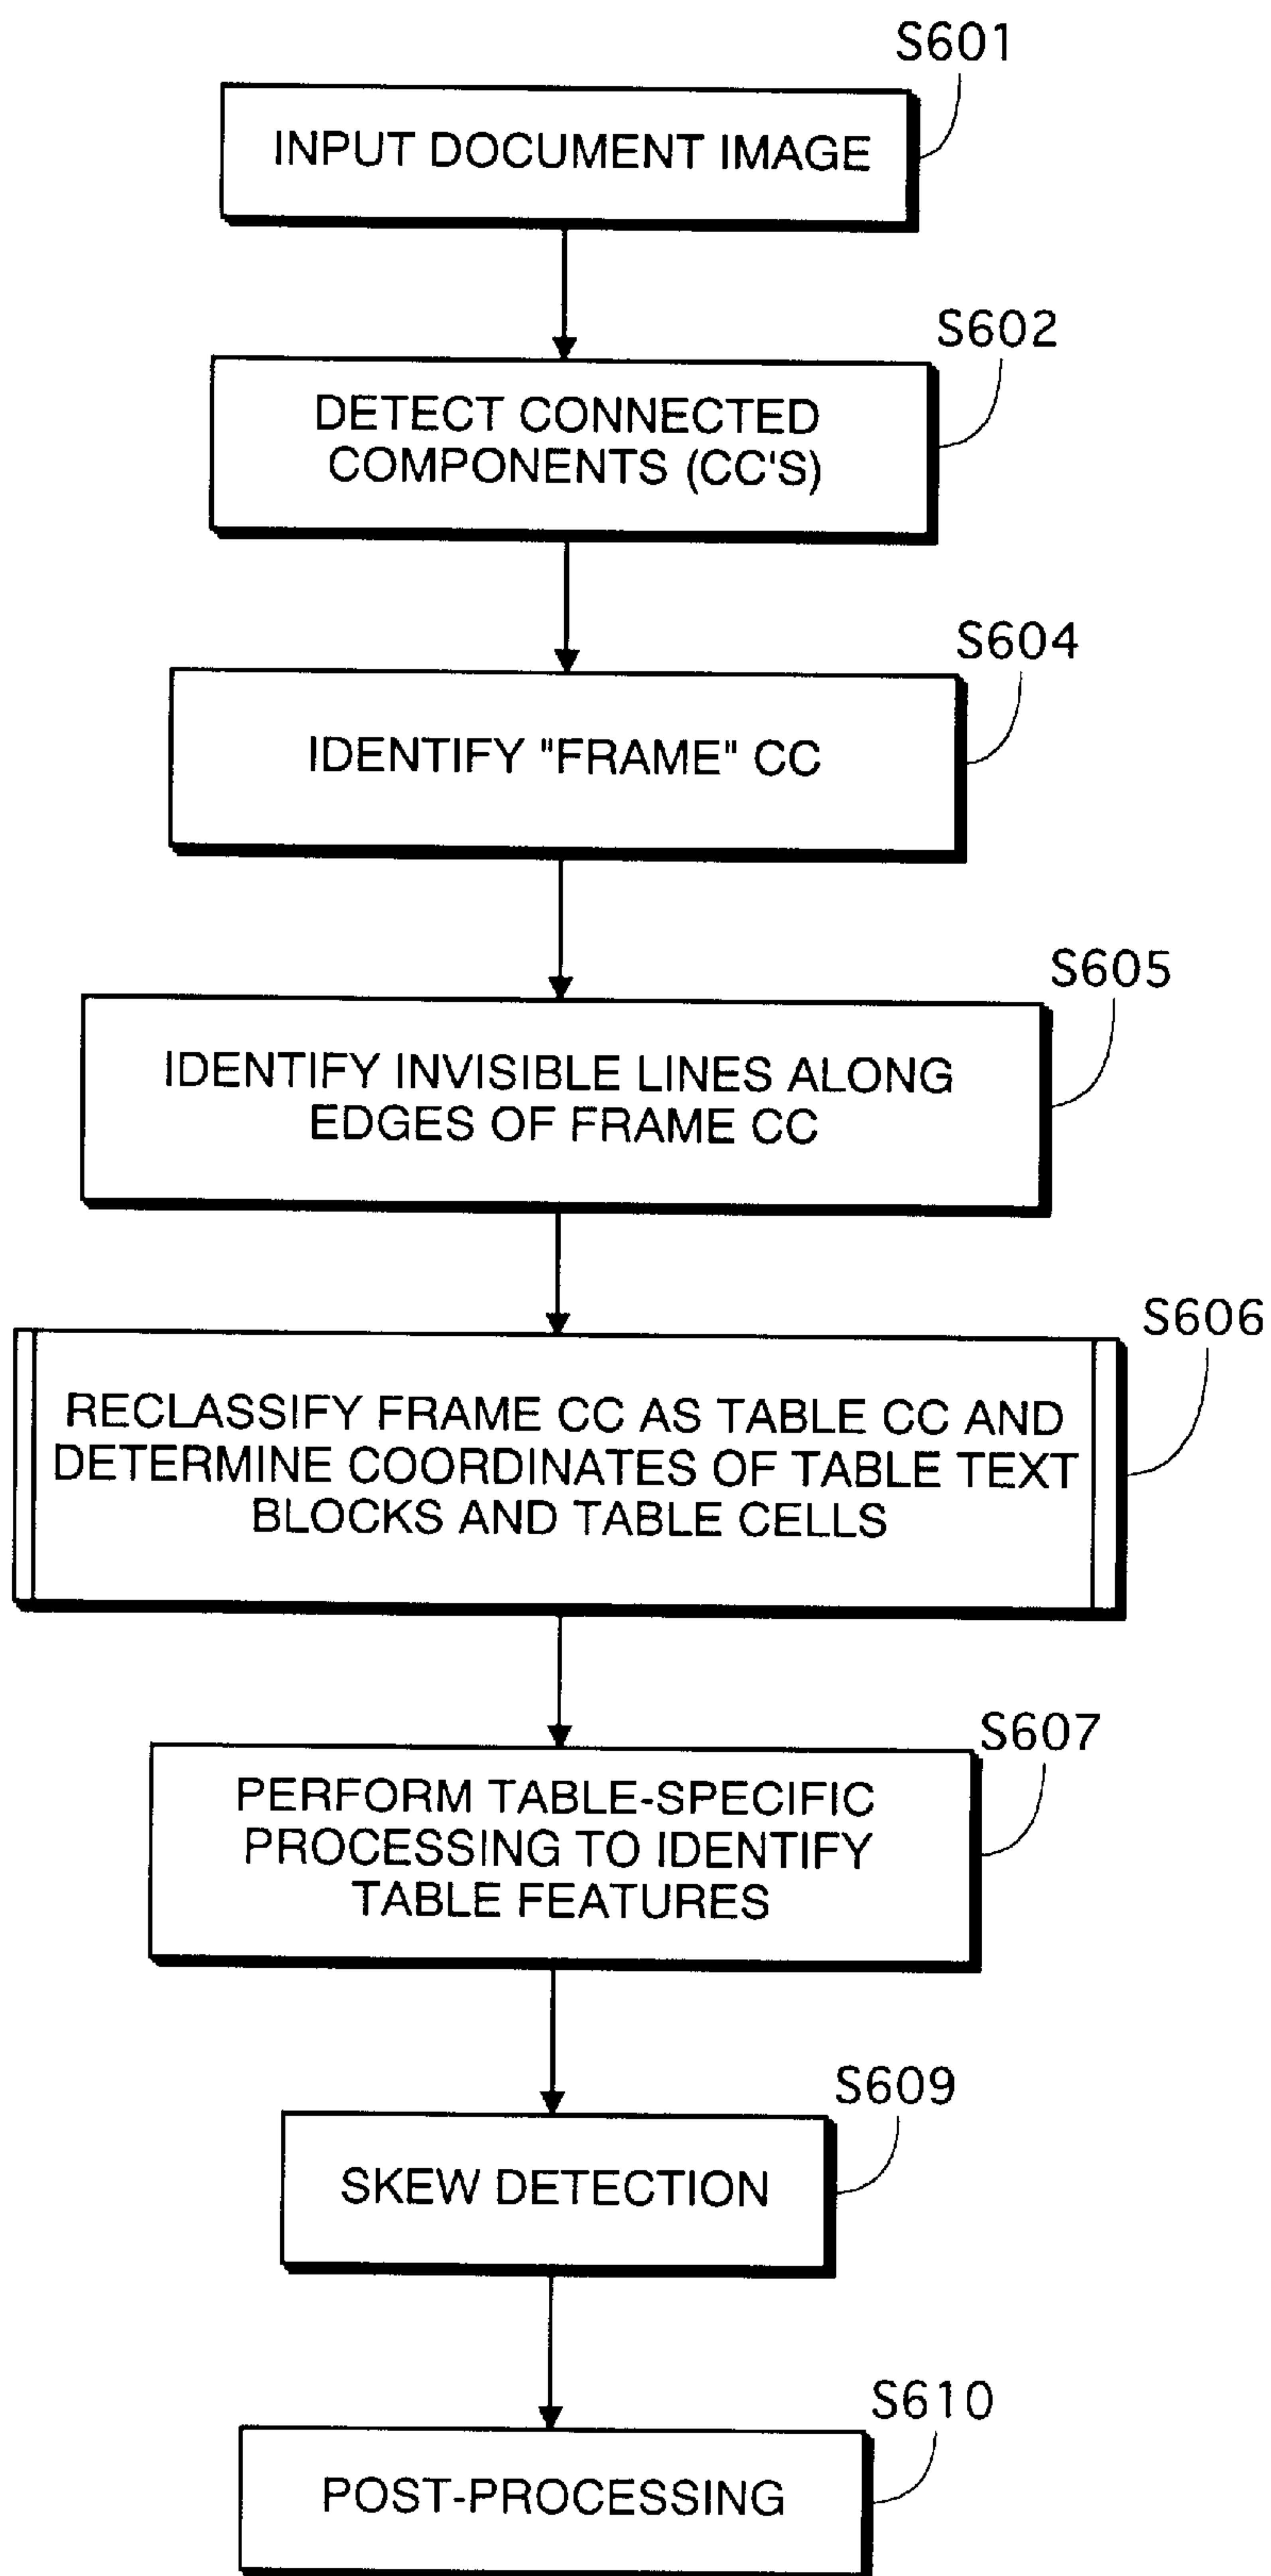 S601
INPUT DOCUMENT IMAGE
S602
DETECT CONNECTED
COMPONENTS (CC'S)
S604
IDENTIFY "FRAME" CC
S605
IDENTIFY INVISIBLE LINES ALONG
EDGES OF FRAME CC
S606
RECLASSIFY FRAME CC AS TABLE CC AND
DETERMINE COORDINATES OF TABLE TEXT
BLOCKS AND TABLE CELLS
S607
PERFORM TABLE-SPECIFIC
PROCESSING TO IDENTIFY
TABLE FEATURES
S609
SKEW DETECTION
S610
POST-PROCESSING